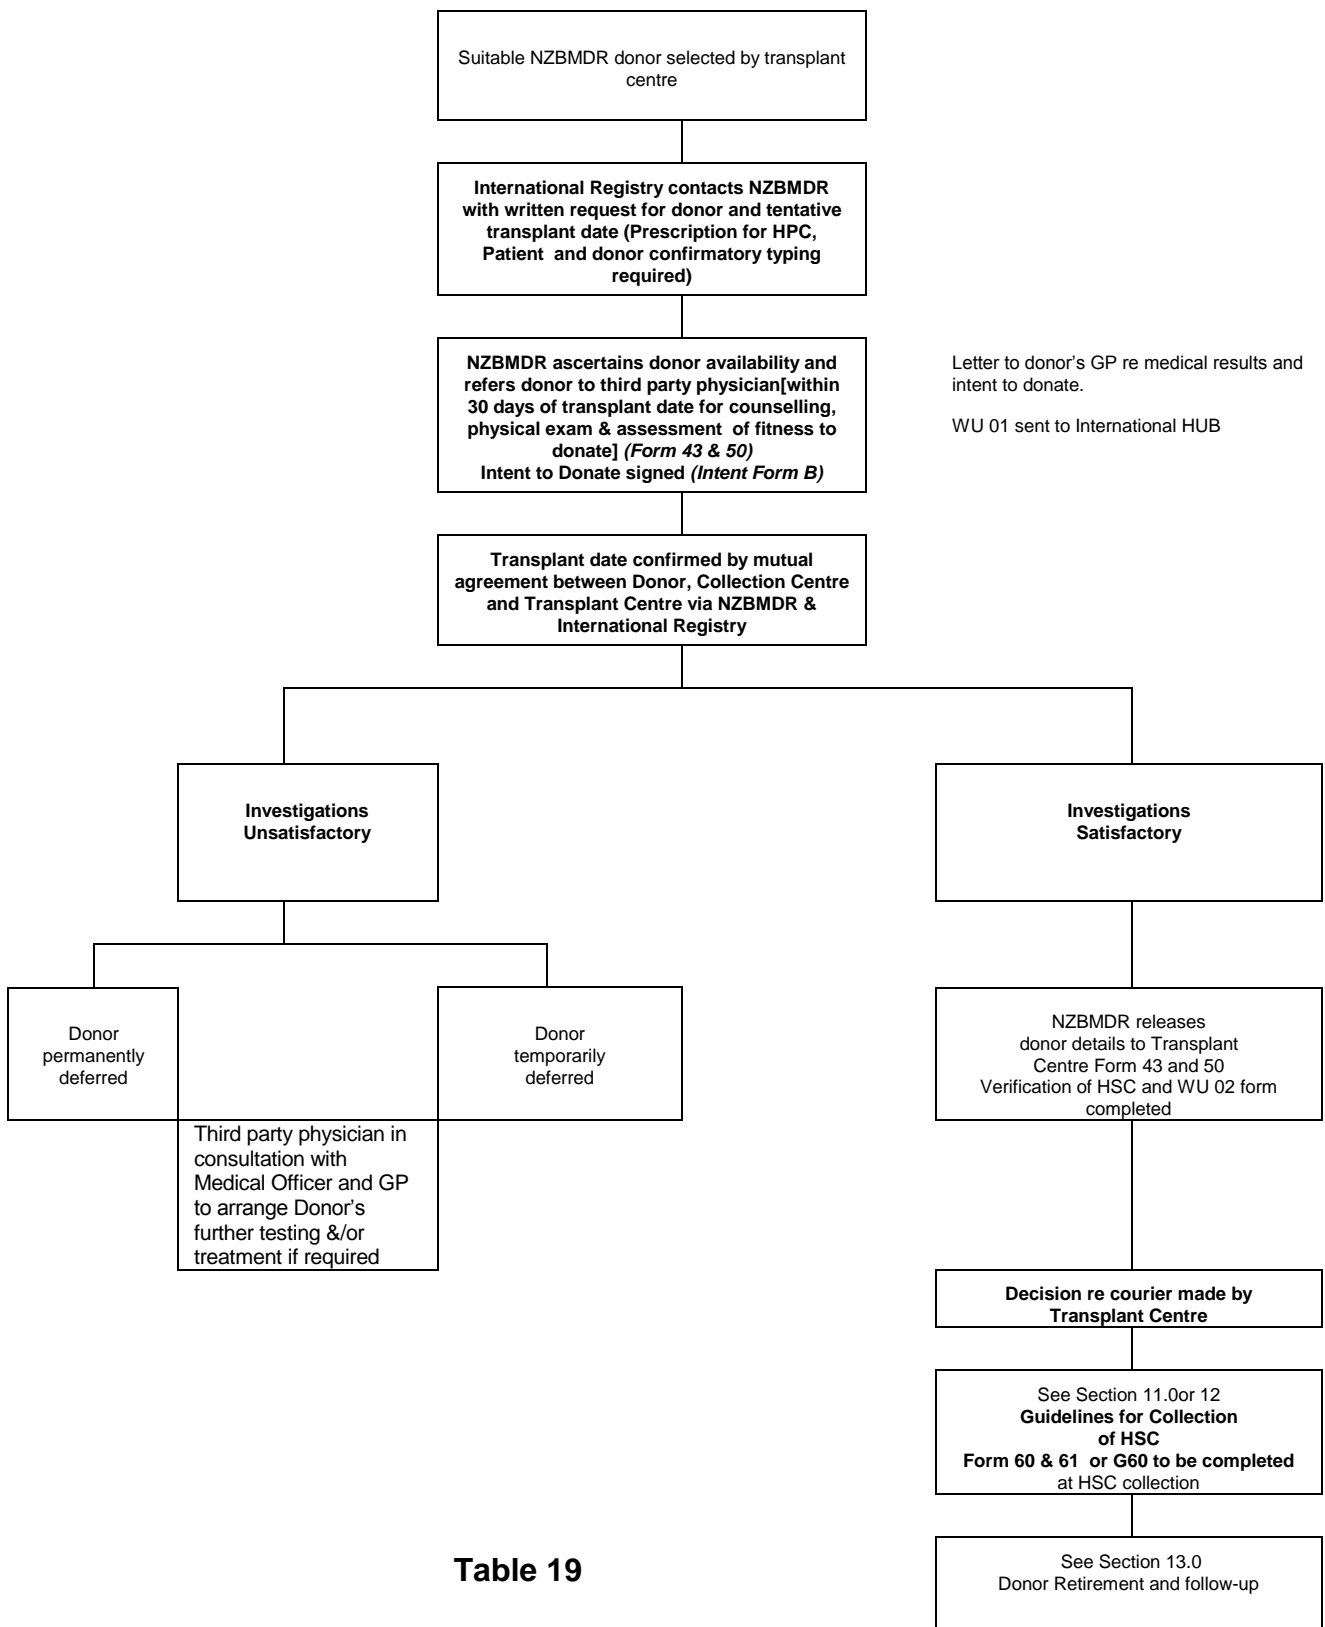 Suitable NZBMDR donor selected by transplant
centre
International Registry contacts NZBMDR
with written request for donor and tentative
transplant date (Prescription for HPC,
Patient  and donor confirmatory typing
required)
NZBMDR ascertains donor availability and
refers donor to third party physician[within
30 days of transplant date for counselling,
physical exam & assessment  of fitness to
donate] (Form 43 & 50)
Intent to Donate signed (Intent Form B)
Letter to donor's GP re medical results and
intent to donate.
WU 01 sent to International HUB
Transplant date confirmed by mutual
agreement between Donor, Collection Centre
and Transplant Centre via NZBMDR &
International Registry
Investigations
Unsatisfactory
Investigations
Satisfactory
Donor
permanently
deferred
Donor
temporarily
deferred
Third party physician in
consultation with
Medical Officer and GP
to arrange Donor's
further testing &/or
treatment if required
NZBMDR releases
donor details to Transplant
Centre Form 43 and 50
Verification of HSC and WU 02 form
completed
Decision re courier made by
Transplant Centre
See Section 11.0or 12
Guidelines for Collection
of HSC
Form 60 & 61  or G60 to be completed
at HSC collection
See Section 13.0
Donor Retirement and follow-up
Table 19